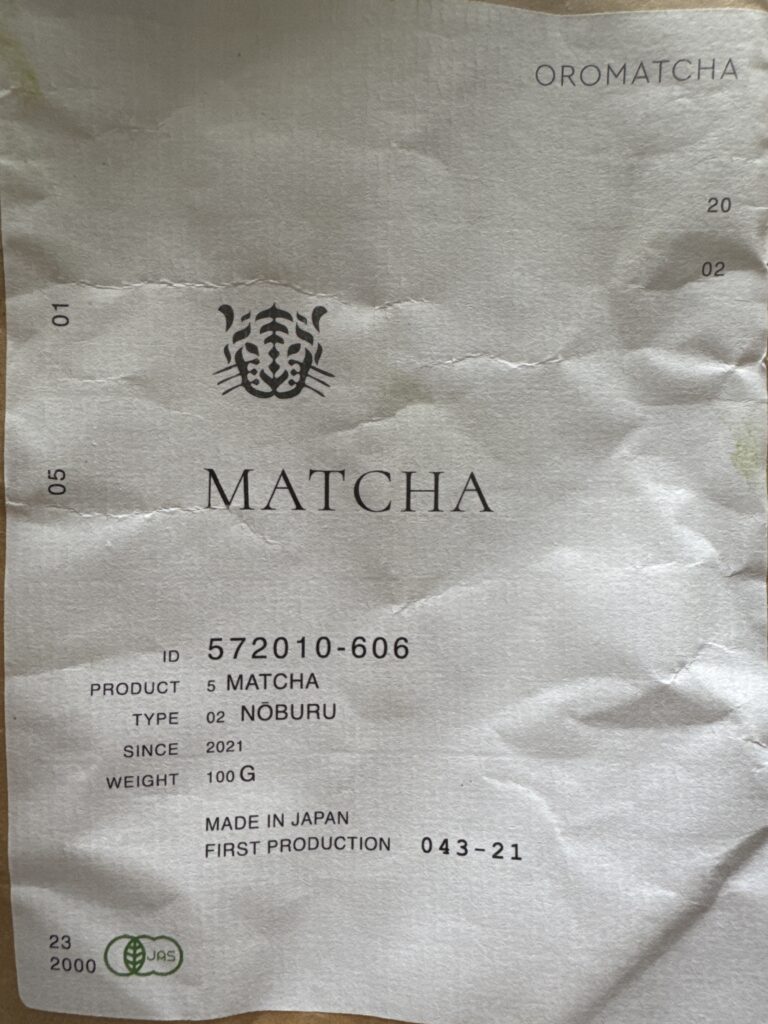 OROMATCHA
20
02
01
05
MATCHA
ID 572010-606
PRODUCT 5 MATCHA
TYPE 02 NŌBURU
SINCE 2021
WEIGHT 100 G
MADE IN JAPAN
FIRST PRODUCTION 043-21
23
2000
JAS